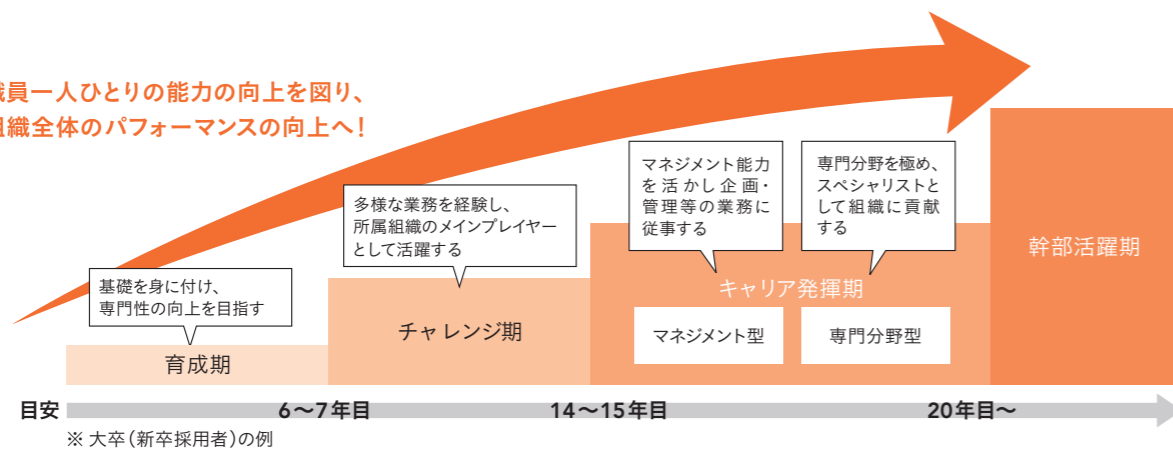 職員一人ひとりの能力の向上を図り、
組織全体のパフォーマンスの向上へ！
基礎を身に付け、
専門性の向上を目指す
育成期
多様な業務を経験し、
所属組織のメインプレイヤー
として活躍する
チャレンジ期
マネジメント能力
を活かし企画・
管理等の業務に
従事する
専門分野を極め、
スペシャリストと
して組織に貢献
する
キャリア発揮期
マネジメント型
専門分野型
幹部活躍期
目安
6～7年目
14～15年目
20年目～
※ 大卒（新卒採用者）の例